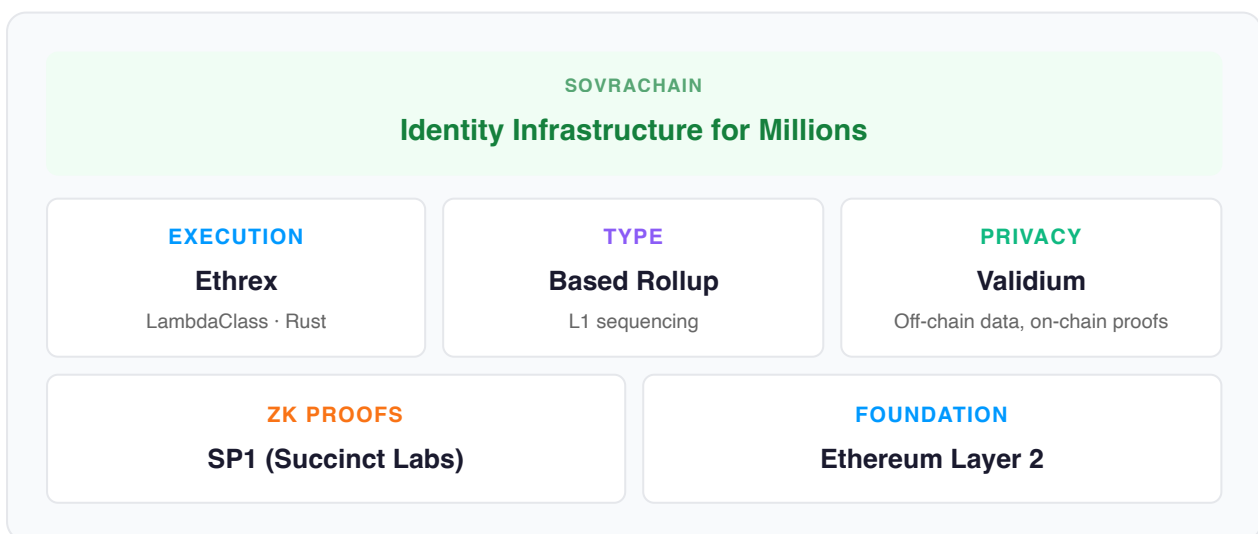 SOVRACHAIN
Identity Infrastructure for Millions
EXECUTION
Ethrex
LambdaClass · Rust
TYPE
Based Rollup
L1 sequencing
PRIVACY
Validium
Off-chain data, on-chain proofs
ZK PROOFS
SP1 (Succinct Labs)
FOUNDATION
Ethereum Layer 2